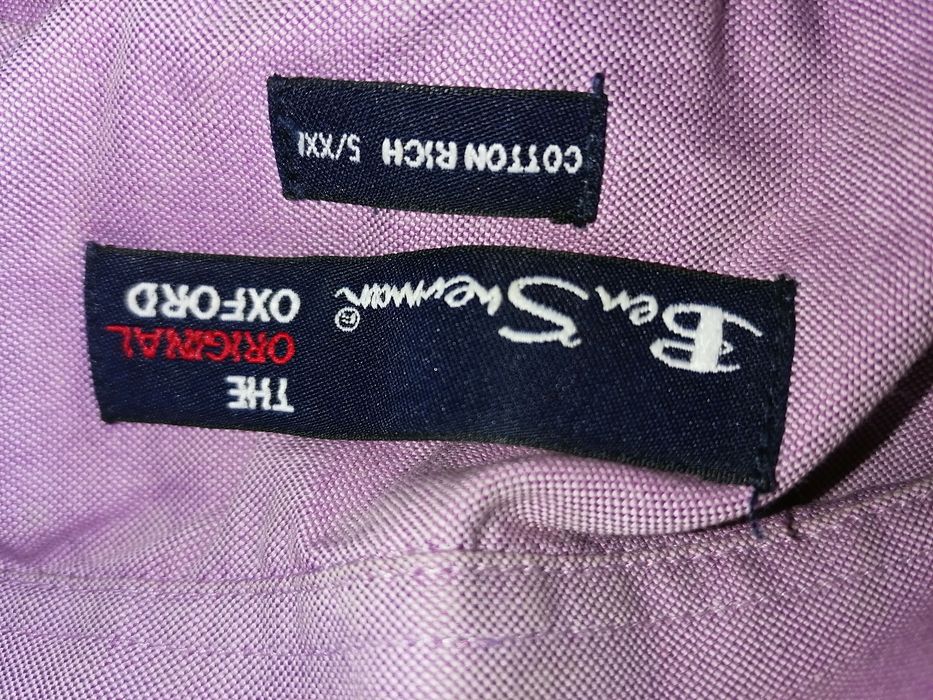 Ben Sherman®
THE
ORIGINAL
OXFORD
COTTON RICH 5/XXl